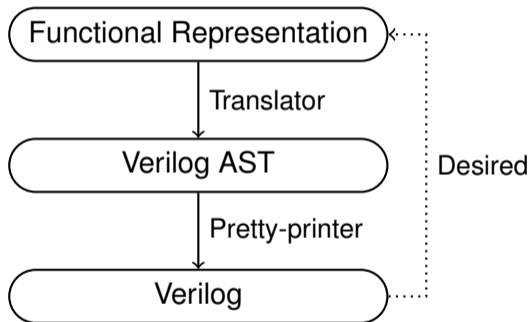 Functional Representation
Translator
Verilog AST
Desired
Pretty-printer
Verilog